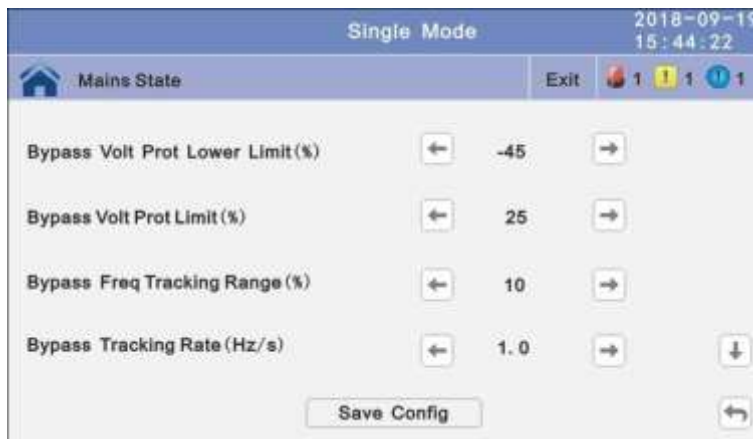 Single Mode
2018-09-19
15:44:22
Mains State
Exit
1
1
1
Bypass Volt Prot Lower Limit(%) -45
Bypass Volt Prot Limit(%) 25
Bypass Freq Tracking Range(%) 10
Bypass Tracking Rate(Hz/s) 1.0
Save Config